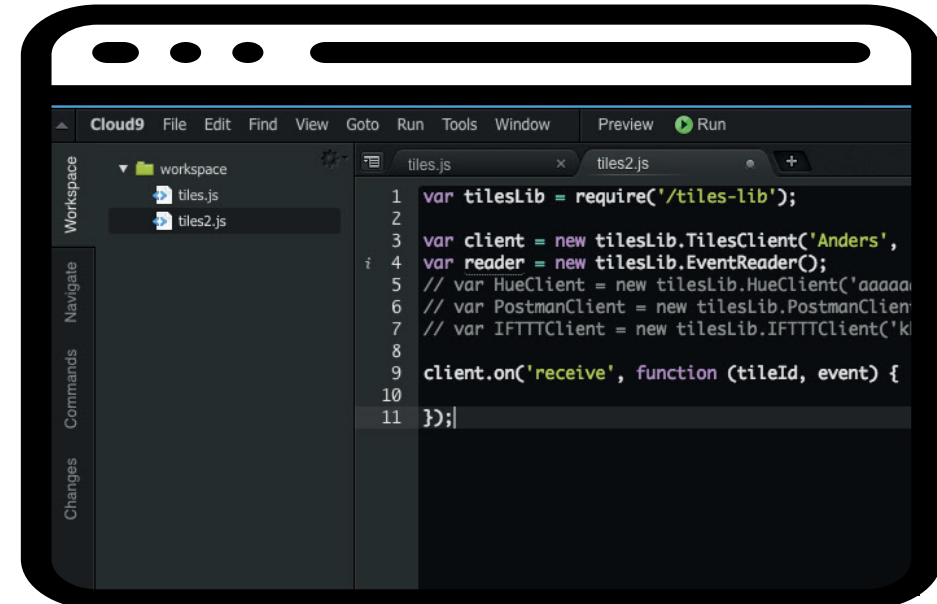 Cloud9 File Edit Find View Goto Run Tools Window Preview Run
Workspace
Navigate
Commands
Changes
workspace
tiles.js
tiles2.js
tiles.js × tiles2.js +
1 var tilesLib = require('/tiles-lib');
2
3 var client = new tilesLib.TilesClient('Anders',
i 4 var reader = new tilesLib.EventReader();
5 // var HueClient = new tilesLib.HueClient('aaaaa
6 // var PostmanClient = new tilesLib.PostmanClien
7 // var IFTTTClient = new tilesLib.IFTTTClient('k
8
9 client.on('receive', function (tileId, event) {
10
11 });